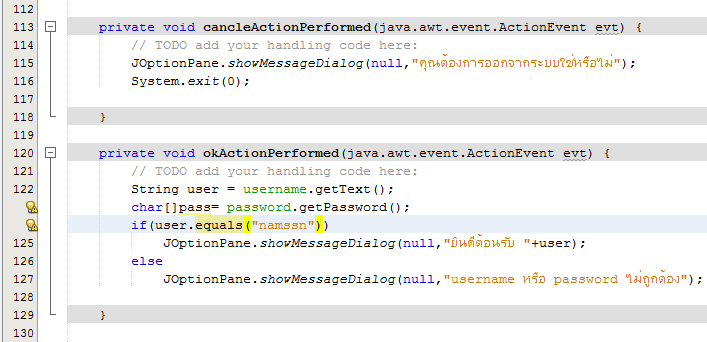 112
113 private void cancleActionPerformed(java.awt.event.ActionEvent evt) {
114 // TODO add your handling code here:
115 JOptionPane.showMessageDialog(null,"คุณต้องการออกจากระบบใช่หรือไม่");
116 System.exit(0);
117
118 }
119
120 private void okActionPerformed(java.awt.event.ActionEvent evt) {
121 // TODO add your handling code here:
122 String user = username.getText();
char[]pass= password.getPassword();
if(user.equals("namssn"))
125 JOptionPane.showMessageDialog(null,"ยินดีต้อนรับ "+user);
126 else
127 JOptionPane.showMessageDialog(null,"username หรือ password ไม่ถูกต้อง");
128
129 }
130